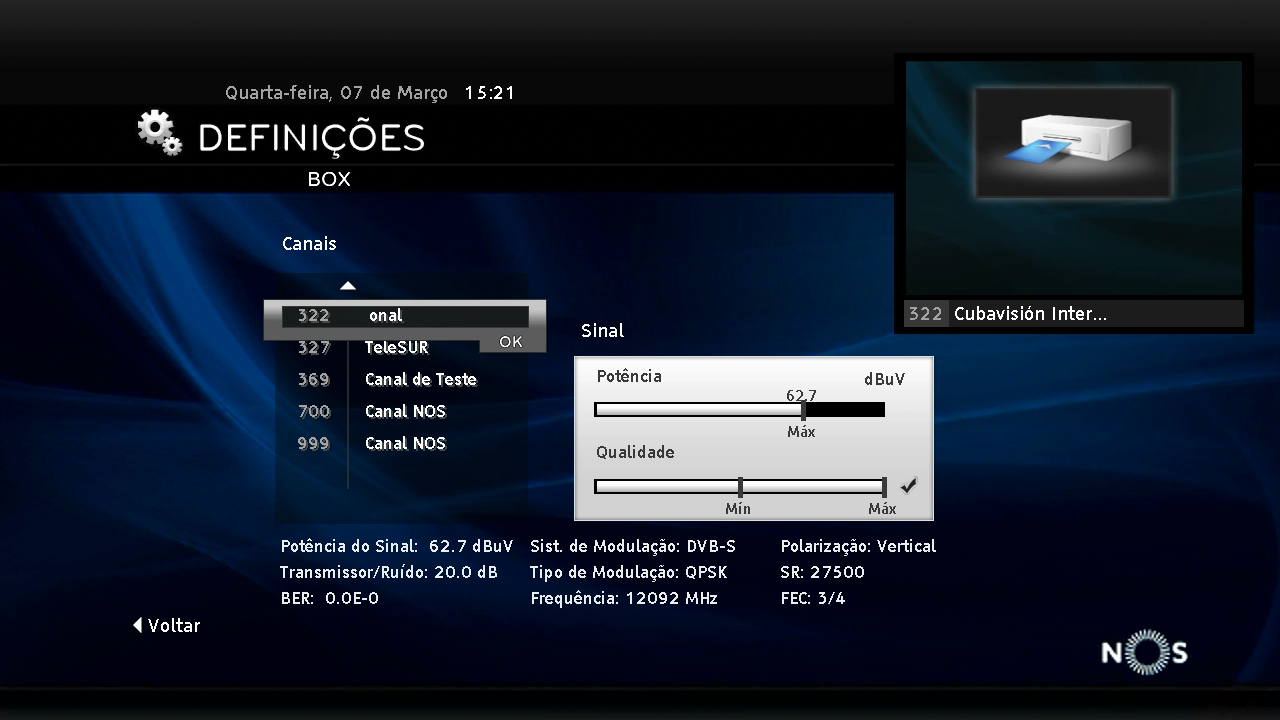 Quarta-feira, 07 de Março 15:21
DEFINIÇÕES
BOX
322 Cubavisión Inter...
Canais
322 onal
OK
327 TeleSUR
369 Canal de Teste
700 Canal NOS
999 Canal NOS
Sinal
Potência dBuV
62.7
Máx
Qualidade
Mín Máx
Potência do Sinal: 62.7 dBuV Sist. de Modulação: DVB-S Polarização: Vertical
Transmissor/Ruído: 20.0 dB Tipo de Modulação: QPSK SR: 27500
BER: 0.0E-0 Frequência: 12092 MHz FEC: 3/4
Voltar
NOS